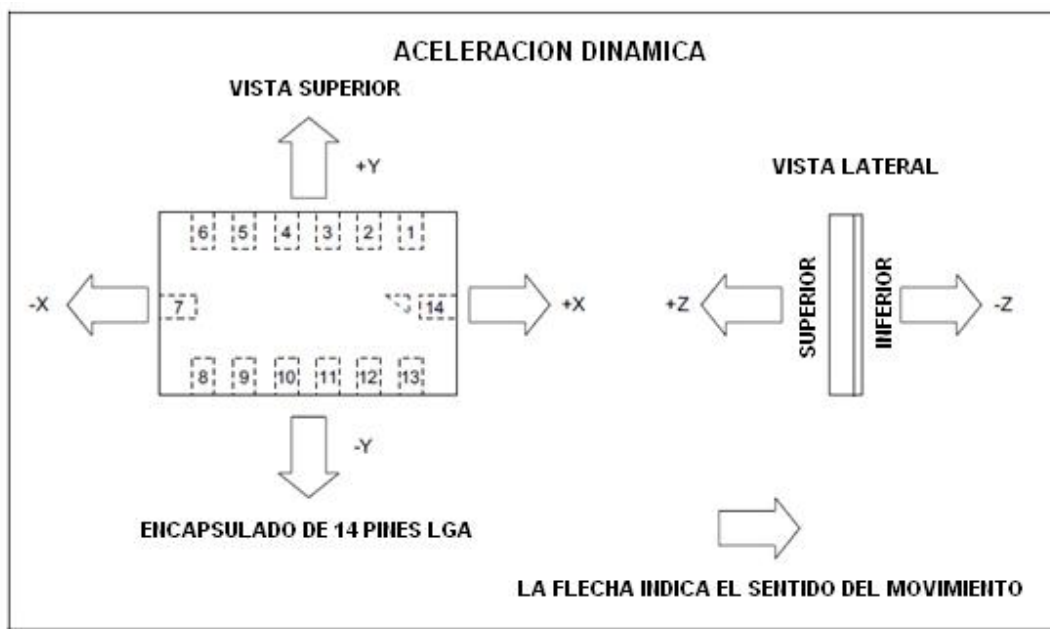 ACELERACION DINAMICA
VISTA SUPERIOR
+Y
6 5 4 3 2 1
-X
7
14
+X
8 9 10 11 12 13
-Y
ENCAPSULADO DE 14 PINES LGA
VISTA LATERAL
+Z
SUPERIOR
INFERIOR
-Z
LA FLECHA INDICA EL SENTIDO DEL MOVIMIENTO